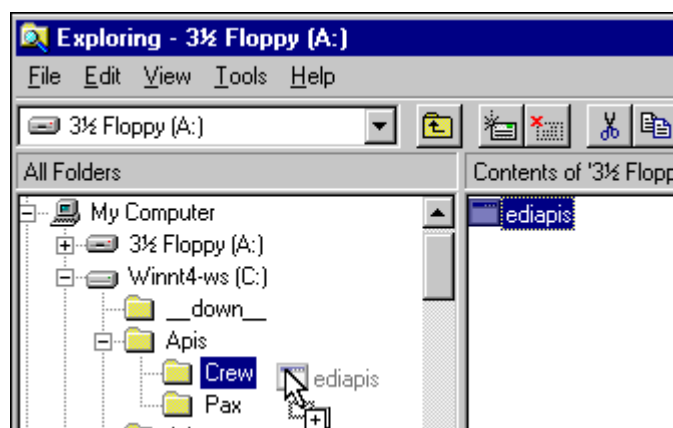 Exploring - 3½ Floppy (A:)
File Edit View Tools Help
3½ Floppy (A:)
All Folders
Contents of '3½ Flopp
My Computer
ediapis
3½ Floppy (A:)
Winnt4-ws (C:)
__down__
Apis
Crew
ediapis
Pax